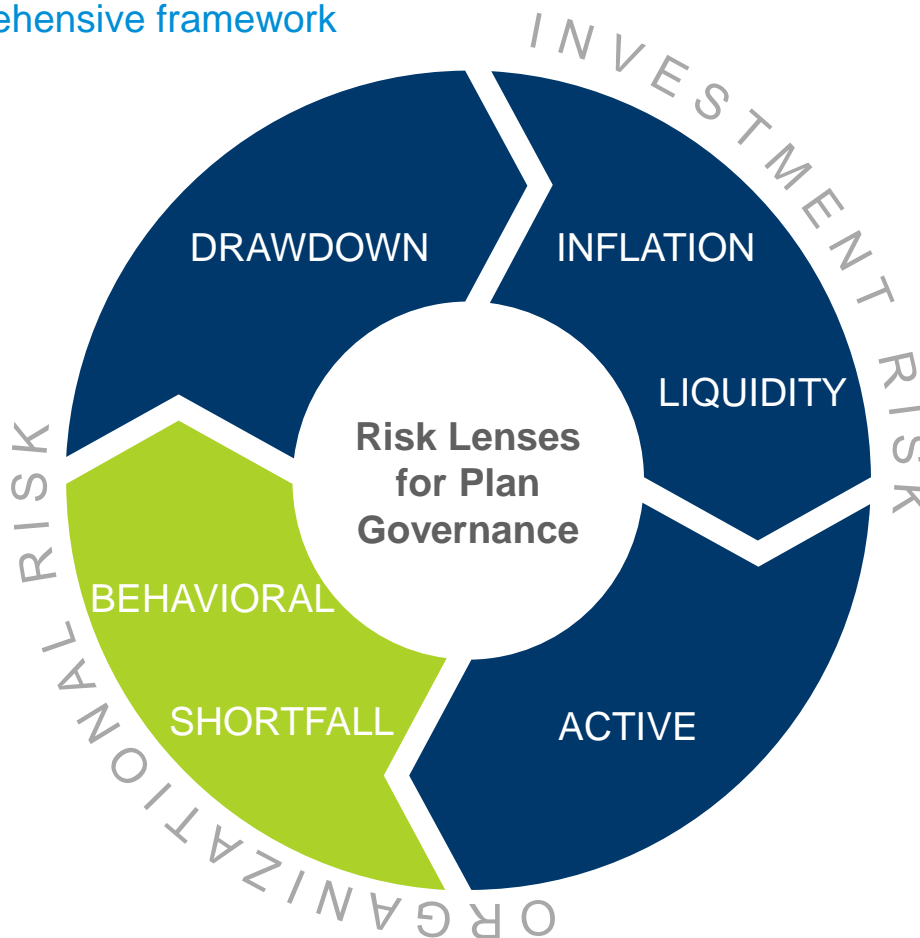 ehensive framework
INVESTMENT RISK
DRAWDOWN
INFLATION
LIQUIDITY
Risk Lenses
for Plan
Governance
BEHAVIORAL
SHORTFALL
ACTIVE
ORGANIZATIONAL RISK